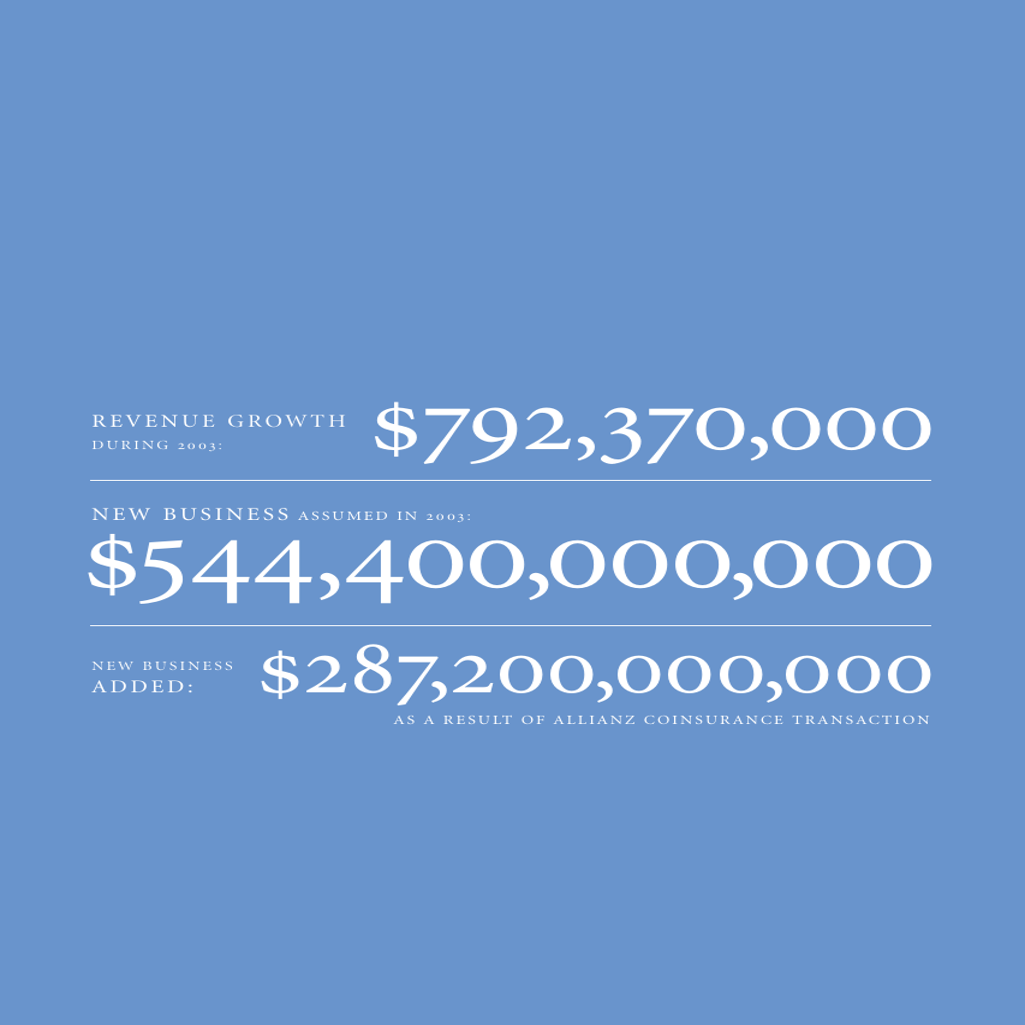 REVENUE GROWTH $792,370,000
DURING 2003:
NEW BUSINESS ASSUMED IN 2003:
$544,400,000,000
NEW BUSINESS $287,200,000,000
ADDED:
AS A RESULT OF ALLIANZ COINSURANCE TRANSACTION